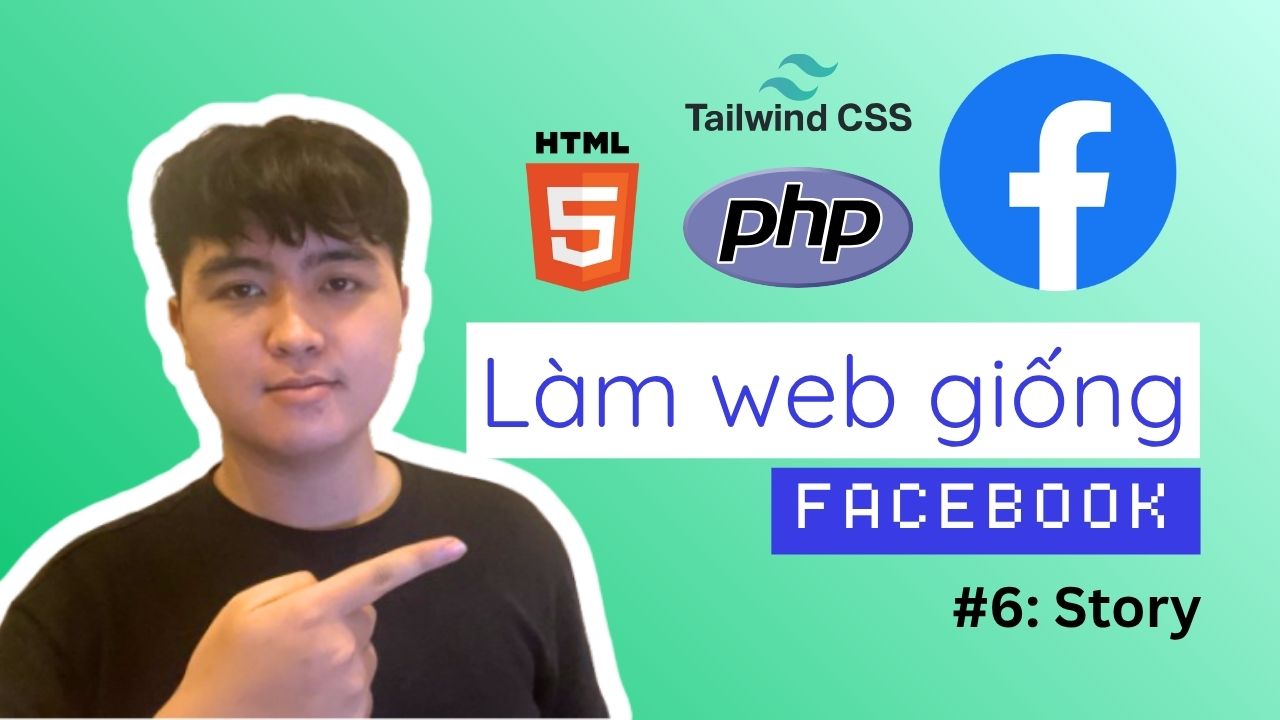 Tailwind CSS
HTML
5
php
f
Làm web giống
FACEBOOK
#6: Story